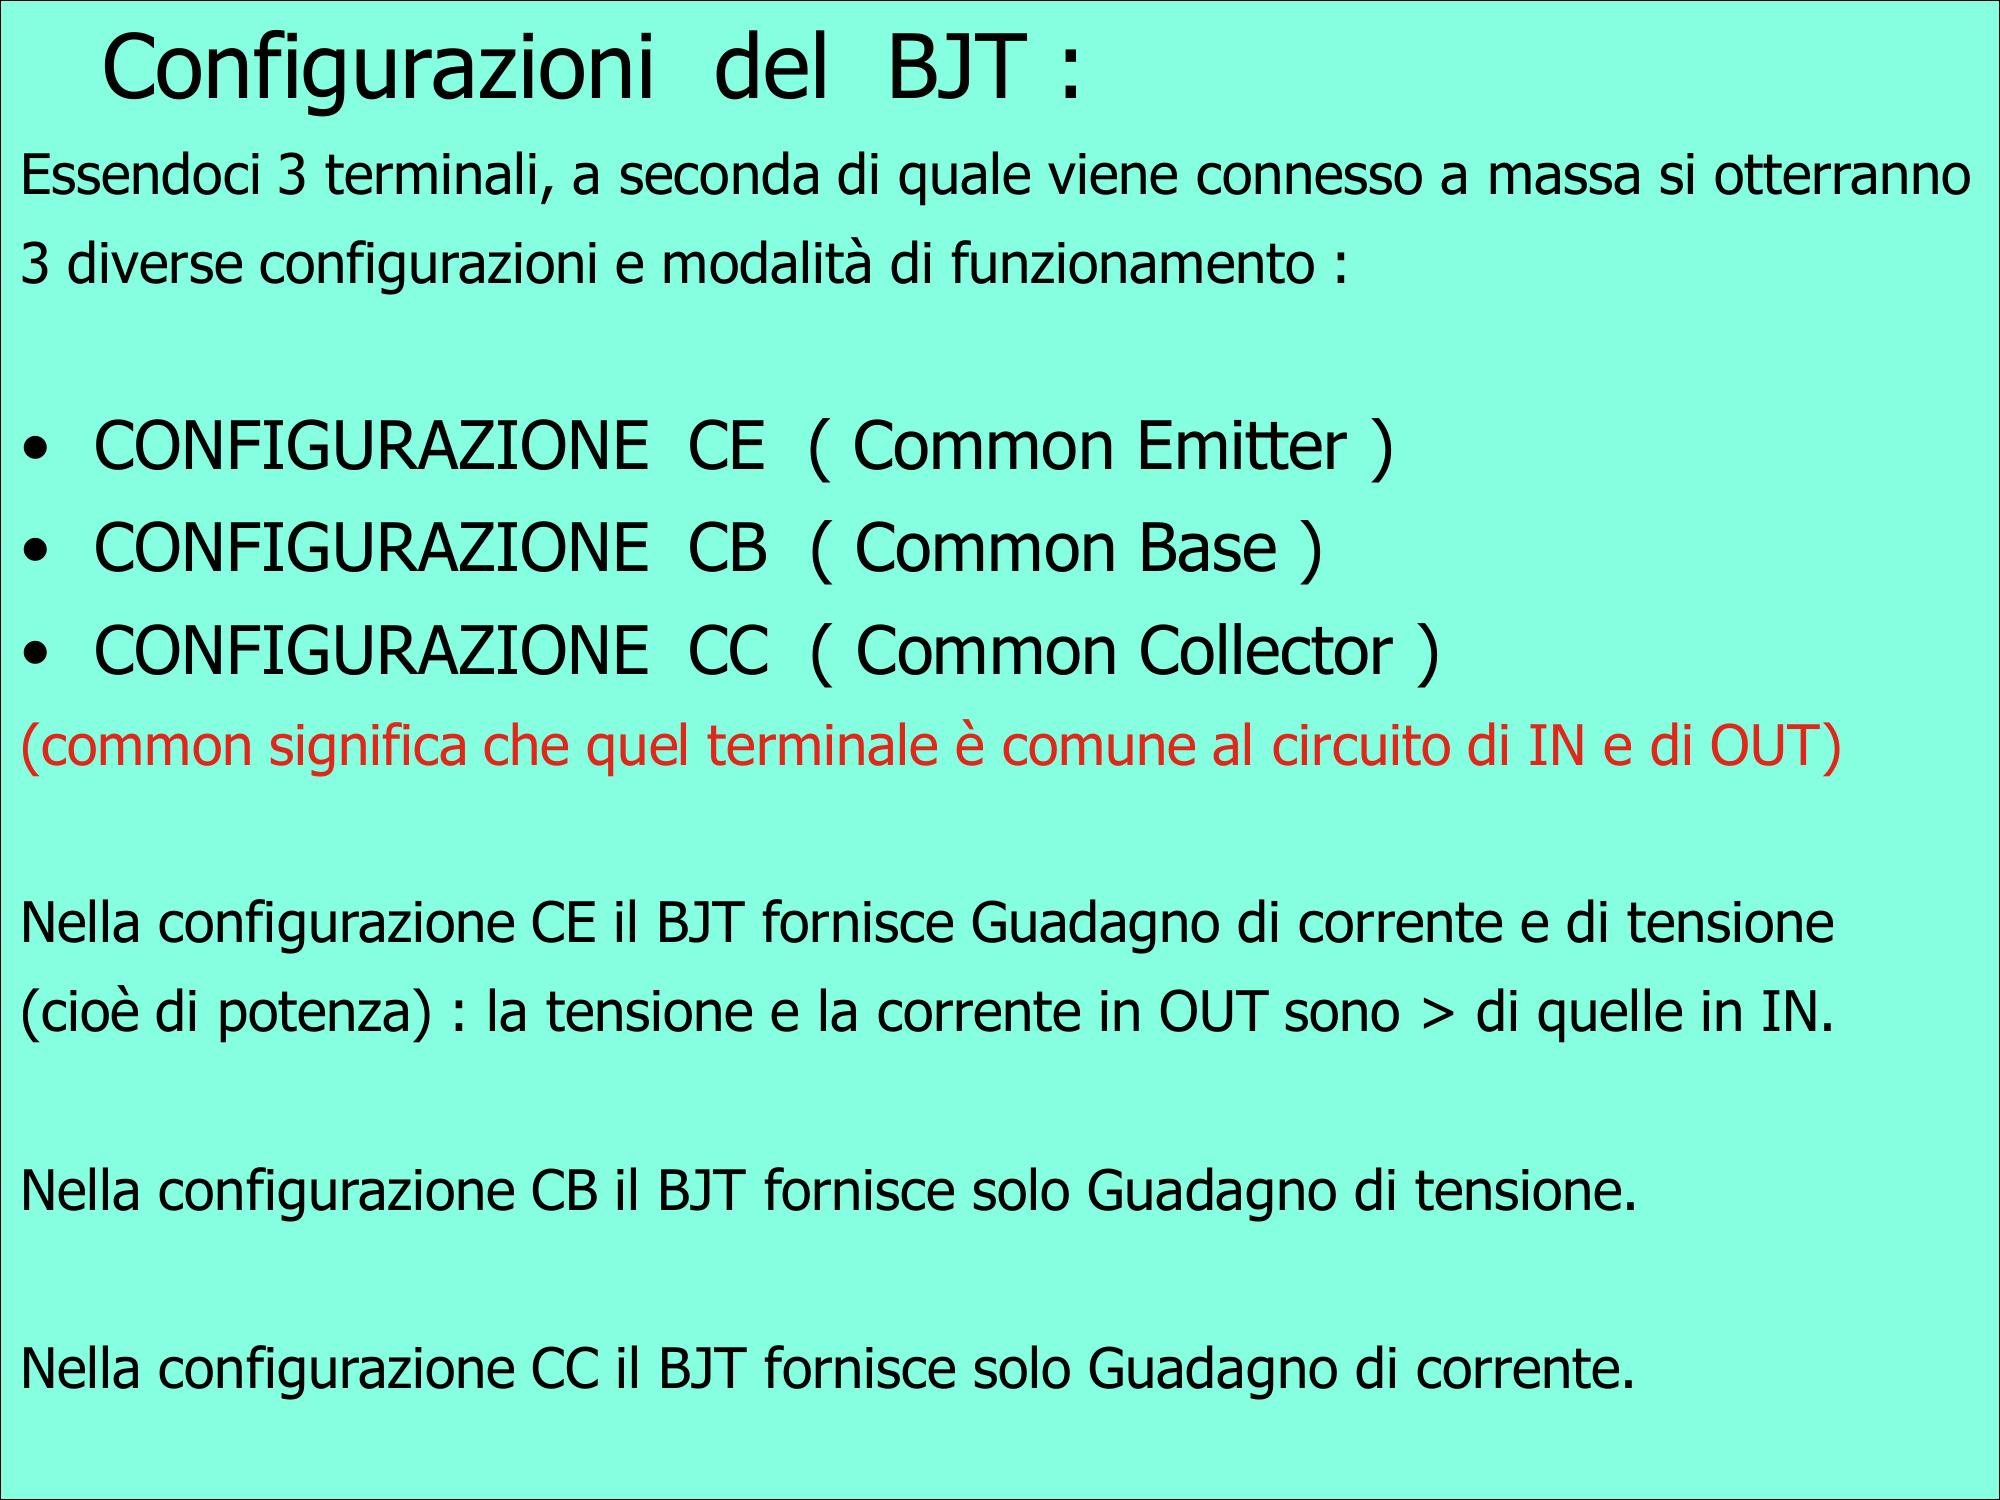 Configurazioni del BJT :
Essendoci 3 terminali, a seconda di quale viene connesso a massa si otterranno
3 diverse configurazioni e modalità di funzionamento :
• CONFIGURAZIONE CE ( Common Emitter )
• CONFIGURAZIONE CB ( Common Base )
• CONFIGURAZIONE CC ( Common Collector )
(common significa che quel terminale è comune al circuito di IN e di OUT)
Nella configurazione CE il BJT fornisce Guadagno di corrente e di tensione
(cioè di potenza) : la tensione e la corrente in OUT sono > di quelle in IN.
Nella configurazione CB il BJT fornisce solo Guadagno di tensione.
Nella configurazione CC il BJT fornisce solo Guadagno di corrente.